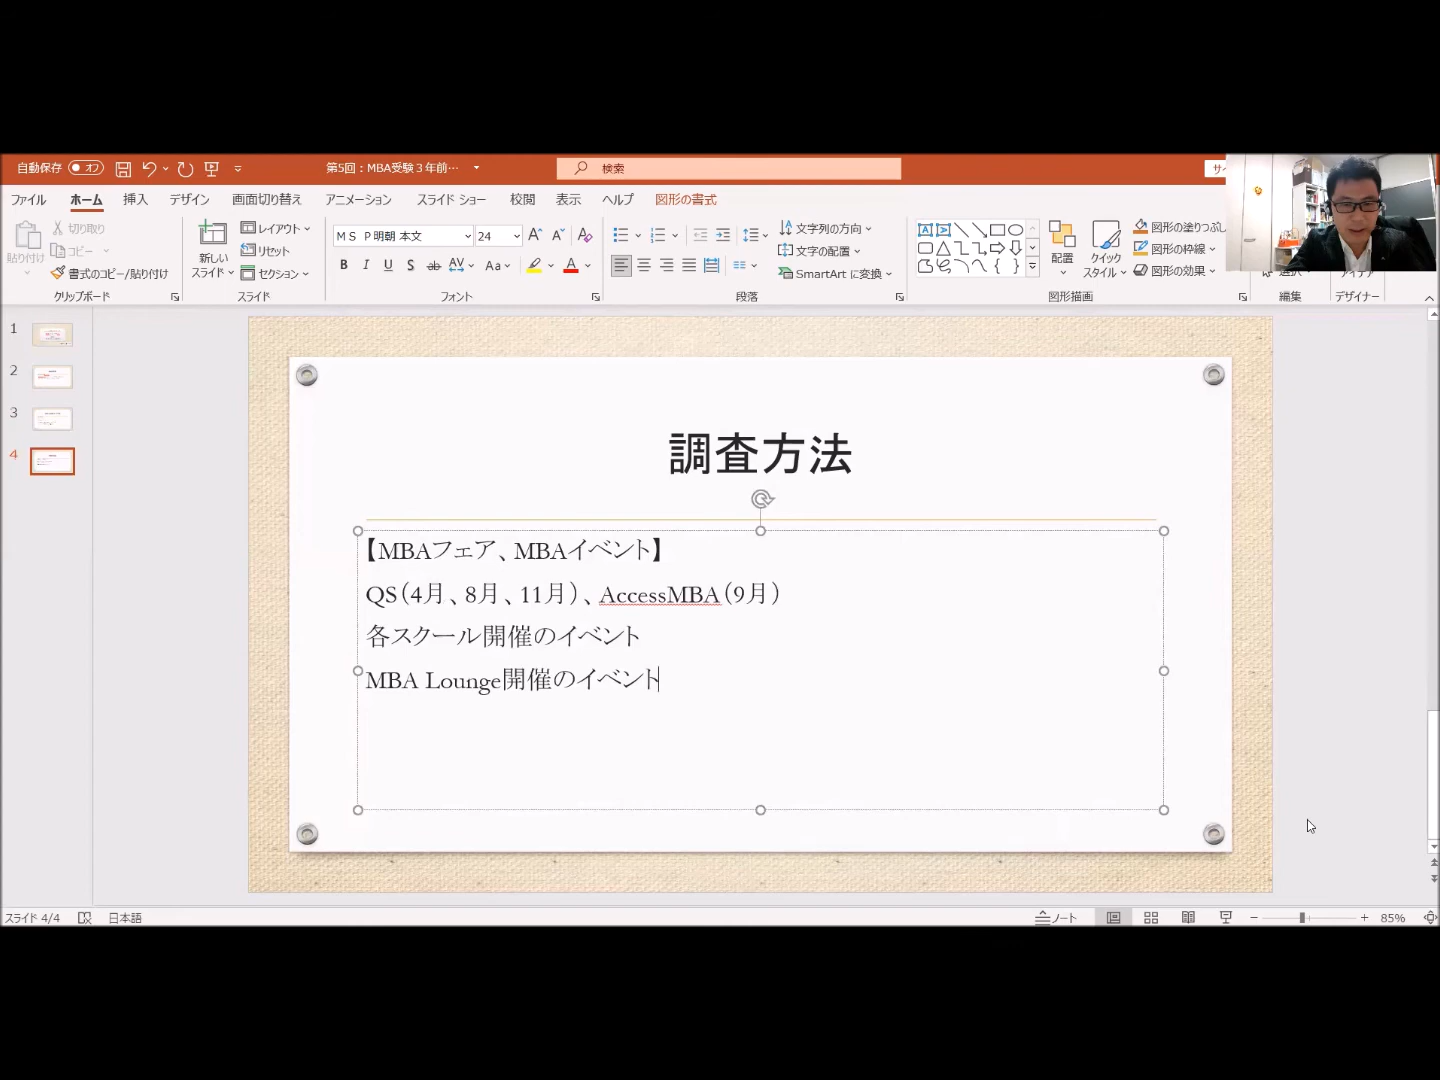 自動保存 オフ 第5回：MBA受験３年前… 検索
ファイル ホーム 挿入 デザイン 画面切り替え アニメーション スライド ショー 校閲 表示 ヘルプ 図形の書式
貼り付け 切り取り
コピー
書式のコピー/貼り付け
クリップボード
新しい
スライド
レイアウト
リセット
セクション
スライド
ＭＳ Ｐ明朝 本文 24
B I U S ab AV Aa A
フォント
文字列の方向
文字の配置
SmartArt に変換
段落
配置
クイック
スタイル
図形の塗りつぶし
図形の枠線
図形の効果
図形描画
編集
デザイナー
1
2
3
4
調査方法
【MBAフェア、MBAイベント】
QS（4月、8月、11月）、AccessMBA（9月）
各スクール開催のイベント
MBA Lounge開催のイベント
スライド 4/4 日本語 ノート 85%